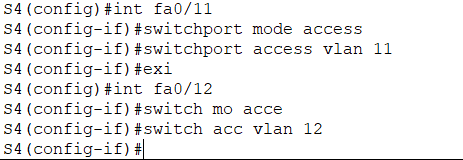 S4(config)#int fa0/11
S4(config-if)#switchport mode access
S4(config-if)#switchport access vlan 11
S4(config-if)#exi
S4(config)#int fa0/12
S4(config-if)#switch mo acce
S4(config-if)#switch acc vlan 12
S4(config-if)#